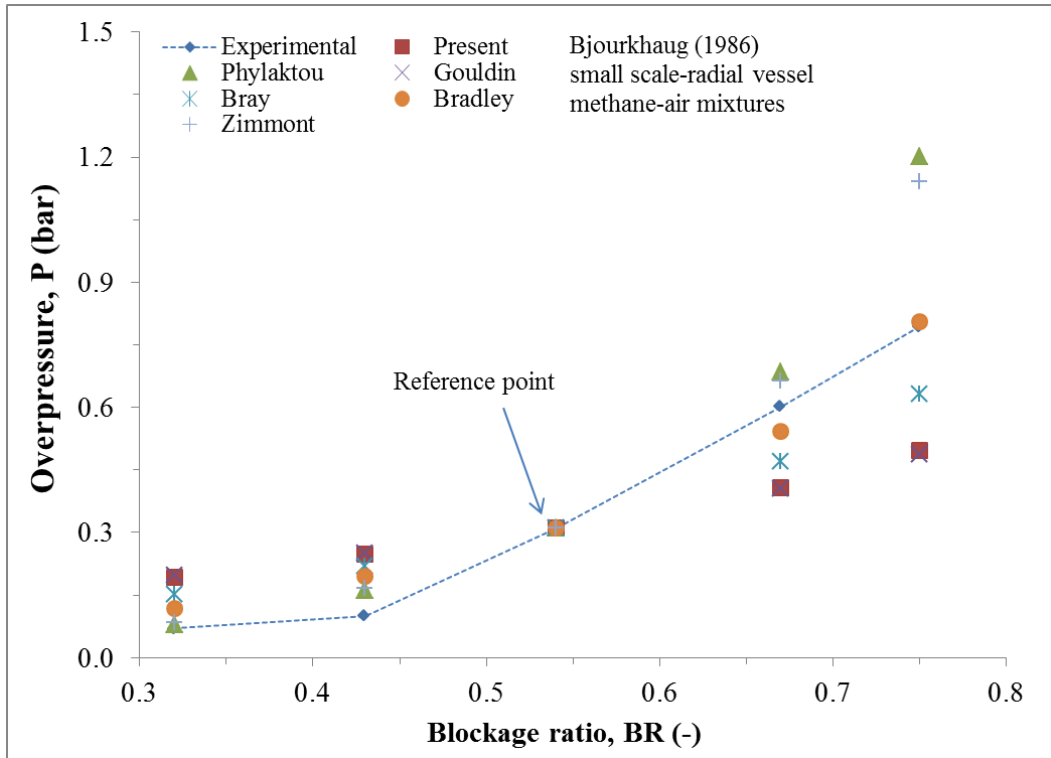 1.5
1.2
0.9
0.6
0.3
0.0
Overpressure, P (bar)
Experimental
Present
Phylaktou
Gouldin
Bray
Bradley
Zimmont
Bjourkhaug (1986)
small scale-radial vessel
methane-air mixtures
Reference point
0.3 0.4 0.5 0.6 0.7 0.8
Blockage ratio, BR (-)